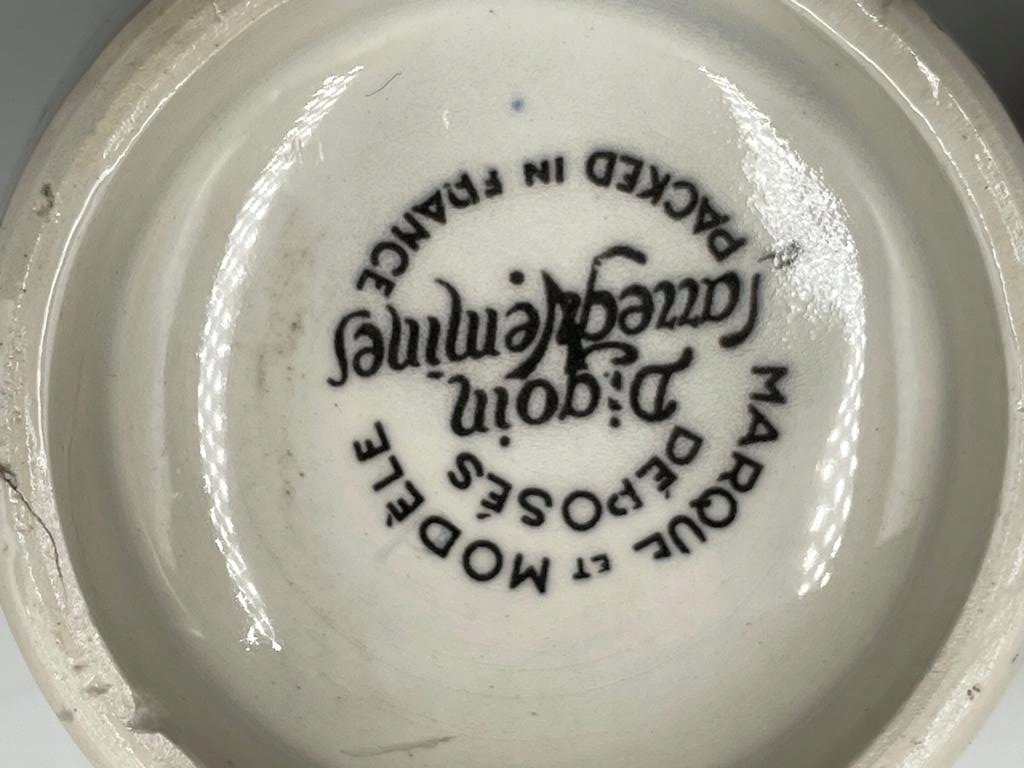 MARQUE ET MODÈLE
DÉPOSÉS
Digoin
Sarreguemines
PACKED IN FRANCE